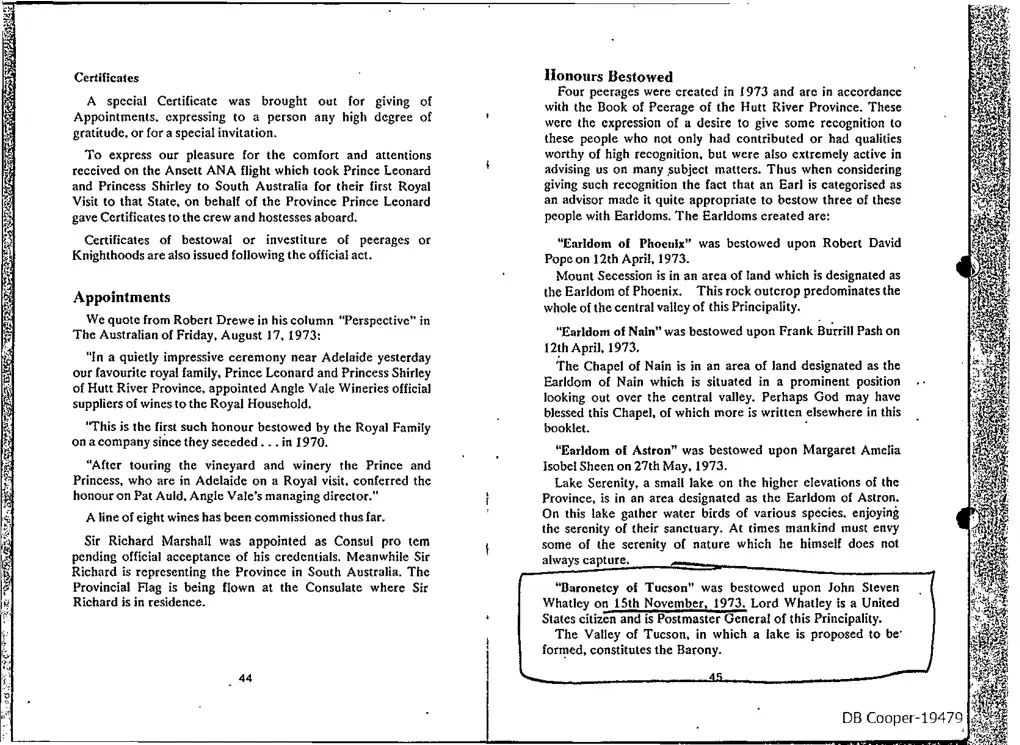 Certificates
A special Certificate was brought out for giving of
Appointments, expressing to a person any high degree of
gratitude, or for a special invitation.
To express our pleasure for the comfort and attentions
received on the Ansett ANA flight which took Prince Leonard
and Princess Shirley to South Australia for their first Royal
Visit to that State, on behalf of the Province Prince Leonard
gave Certificates to the crew and hostesses aboard.
Certificates of bestowal or investiture of peerages or
Knighthoods are also issued following the official act.
Appointments
We quote from Robert Drewe in his column "Perspective" in
The Australian of Friday, August 17, 1973:
"In a quietly impressive ceremony near Adelaide yesterday
our favourite royal family, Prince Leonard and Princess Shirley
of Hutt River Province, appointed Angle Vale Wineries official
suppliers of wines to the Royal Household.
"This is the first such honour bestowed by the Royal Family
on a company since they seceded . . . in 1970.
"After touring the vineyard and winery the Prince and
Princess, who are in Adelaide on a Royal visit, conferred the
honour on Pat Auld, Angle Vale's managing director."
A line of eight wines has been commissioned thus far.
Sir Richard Marshall was appointed as Consul pro tem
pending official acceptance of his credentials. Meanwhile Sir
Richard is representing the Province in South Australia. The
Provincial Flag is being flown at the Consulate where Sir
Richard is in residence.
44
Honours Bestowed
Four peerages were created in 1973 and are in accordance
with the Book of Peerage of the Hutt River Province. These
were the expression of a desire to give some recognition to
these people who not only had contributed or had qualities
worthy of high recognition, but were also extremely active in
advising us on many subject matters. Thus when considering
giving such recognition the fact that an Earl is categorised as
an advisor made it quite appropriate to bestow three of these
people with Earldoms. The Earldoms created are:
"Earldom of Phoenix" was bestowed upon Robert David
Pope on 12th April, 1973.
Mount Secession is in an area of land which is designated as
the Earldom of Phoenix. This rock outcrop predominates the
whole of the central valley of this Principality.
"Earldom of Nain" was bestowed upon Frank Burrill Pash on
12th April, 1973.
The Chapel of Nain is in an area of land designated as the
Earldom of Nain which is situated in a prominent position
looking out over the central valley. Perhaps God may have
blessed this Chapel, of which more is written elsewhere in this
booklet.
"Earldom of Astron" was bestowed upon Margaret Amelia
Isobel Sheen on 27th May, 1973.
Lake Serenity, a small lake on the higher elevations of the
Province, is in an area designated as the Earldom of Astron.
On this lake gather water birds of various species, enjoying
the serenity of their sanctuary. At times mankind must envy
some of the serenity of nature which he himself does not
always capture.
"Baronetcy of Tucson" was bestowed upon John Steven
Whatley on 15th November, 1973. Lord Whatley is a United
States citizen and is Postmaster General of this Principality.
The Valley of Tucson, in which a lake is proposed to be
formed, constitutes the Barony.
45
DB Cooper-19479